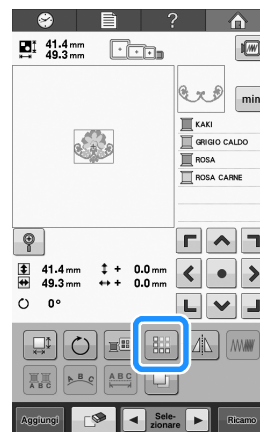 ?
41.4 mm
49.3 mm
min
KAKI
GRIGIO CALDO
ROSA
ROSA CARNE
41.4 mm + 0.0 mm
49.3 mm + 0.0 mm
0°
A B C
A B C
A B C
Aggiungi
Sele-
zionare
Ricamo